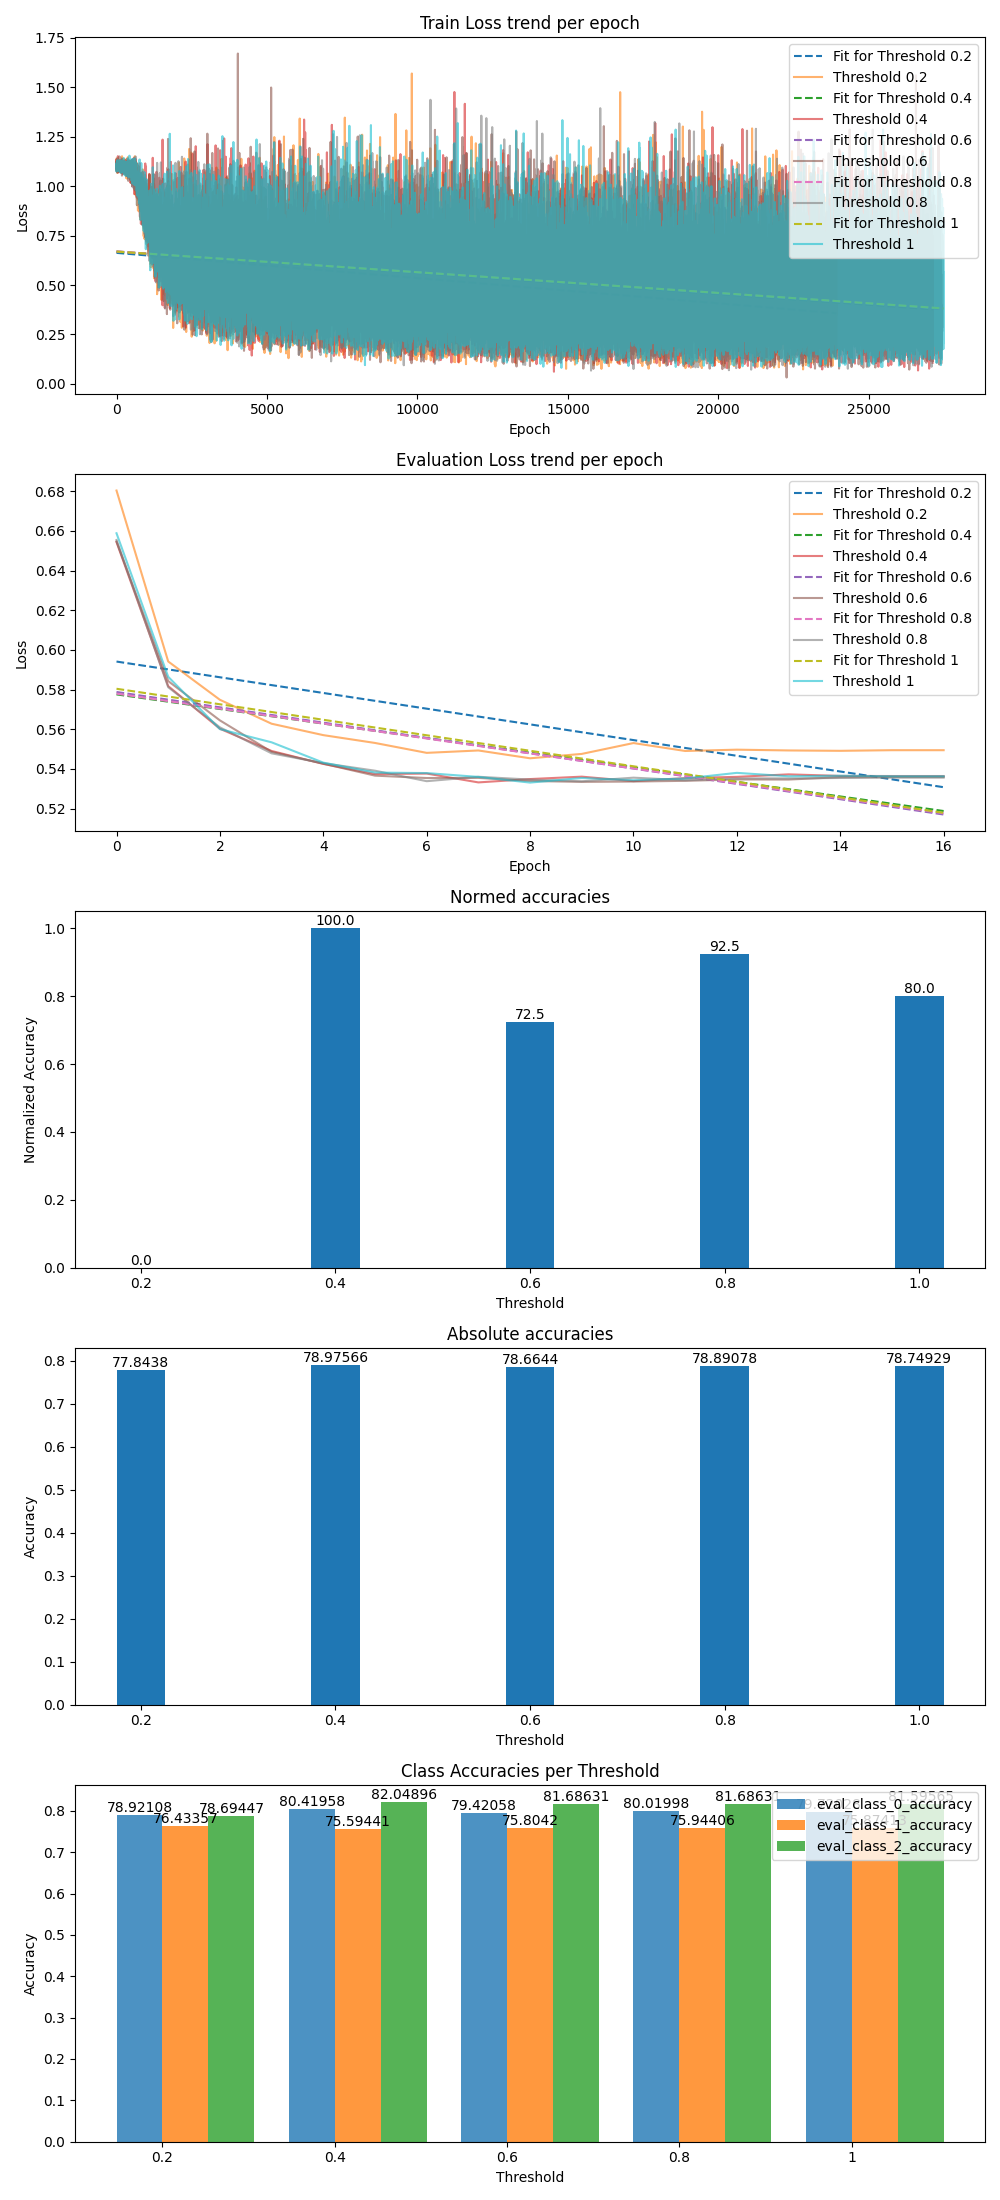 Train Loss trend per epoch
1.75
1.50
1.25
1.00
0.75
0.50
0.25
0.00
Loss
Fit for Threshold 0.2
Threshold 0.2
Fit for Threshold 0.4
Threshold 0.4
Fit for Threshold 0.6
Threshold 0.6
Fit for Threshold 0.8
Threshold 0.8
Fit for Threshold 1
Threshold 1
0 5000 10000 15000 20000 25000
Epoch
Evaluation Loss trend per epoch
0.68
0.66
0.64
0.62
0.60
0.58
0.56
0.54
0.52
Loss
Fit for Threshold 0.2
Threshold 0.2
Fit for Threshold 0.4
Threshold 0.4
Fit for Threshold 0.6
Threshold 0.6
Fit for Threshold 0.8
Threshold 0.8
Fit for Threshold 1
Threshold 1
0 2 4 6 8 10 12 14 16
Epoch
Normed accuracies
1.0
0.8
0.6
0.4
0.2
0.0
Normalized Accuracy
0.0 100.0 72.5 92.5 80.0
0.2 0.4 0.6 0.8 1.0
Threshold
Absolute accuracies
0.8
0.7
0.6
0.5
0.4
0.3
0.2
0.1
0.0
Accuracy
77.8438 78.97566 78.6644 78.89078 78.74929
0.2 0.4 0.6 0.8 1.0
Threshold
Class Accuracies per Threshold
0.8
0.7
0.6
0.5
0.4
0.3
0.2
0.1
0.0
Accuracy
78.92108 76.43357 78.69447 80.41958 75.59441 82.04896 79.42058 75.8042 81.68631 80.01998 75.94406 81.68631 75.87413 81.59565
eval_class_0_accuracy
eval_class_1_accuracy
eval_class_2_accuracy
0.2 0.4 0.6 0.8 1
Threshold